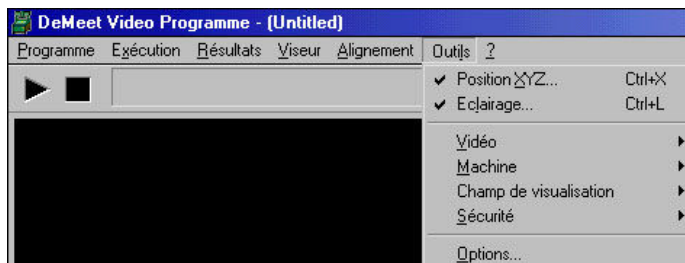 DeMeet Video Programme - (Untitled)
Programme Exécution Résultats Viseur Alignement Outils ?
Position XYZ... Ctrl+X
Eclairage... Ctrl+L
Vidéo
Machine
Champ de visualisation
Sécurité
Options...